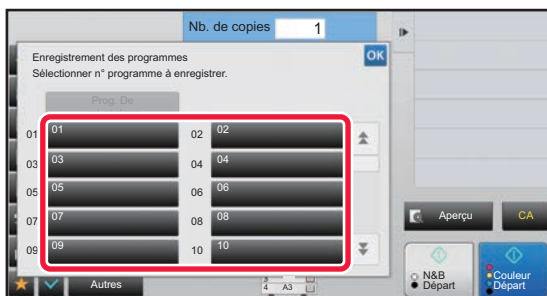 Nb. de copies 1
Enregistrement des programmes
OK
Sélectionner n° programme à enregistrer.
Prog. De
01 01 02 02
03 03 04 04
05 05 06 06
07 07 08 08
09 09 10 10
Aperçu
CA
N&B
Départ
Couleur
Départ
Autres
4 A3